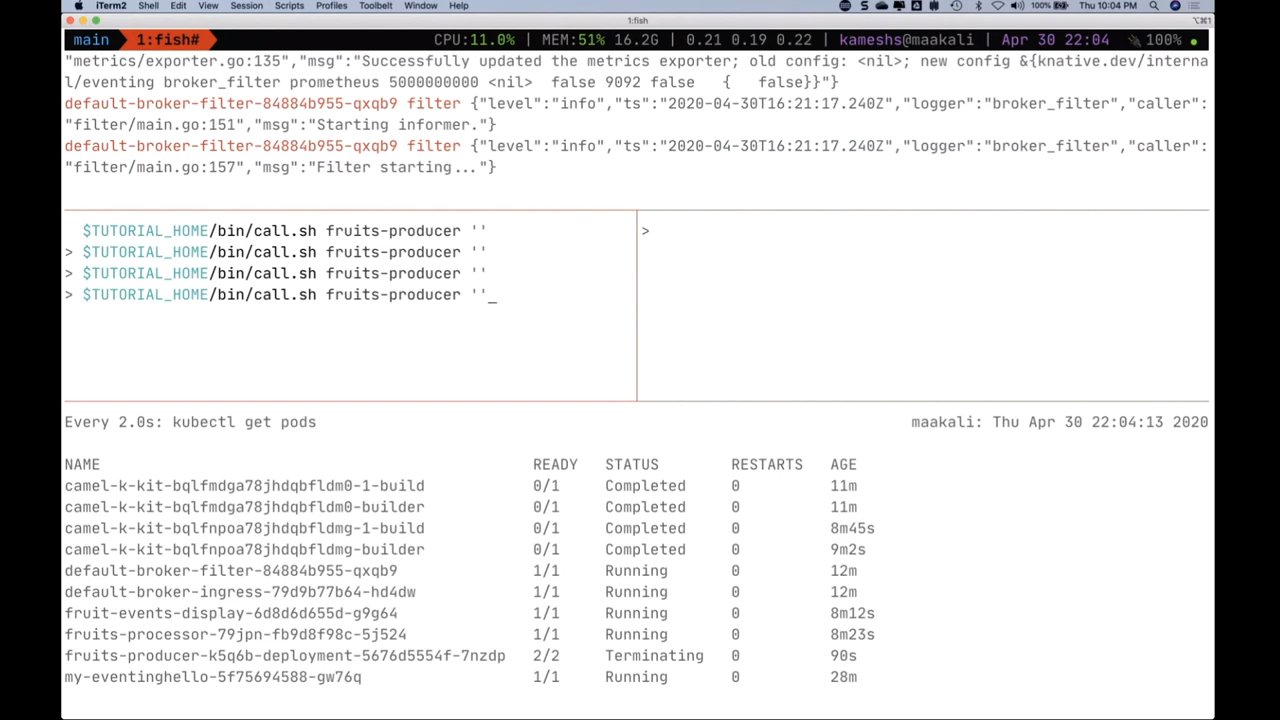 iTerm2 Shell Edit View Session Scripts Profiles Toolbelt Window Help 100% Thu 10:04 PM
1:fish
main 1:fish# CPU:11.0% | MEM:51% 16.2G | 0.21 0.19 0.22 | kameshs@maakali | Apr 30 22:04 100%
"metrics/exporter.go:135","msg":"Successfully updated the metrics exporter; old config: <nil>; new config &{knative.dev/interna
l/eventing broker_filter prometheus 5000000000 <nil>  false 9092 false   {   false}}"}
default-broker-filter-84884b955-qxqb9 filter {"level":"info","ts":"2020-04-30T16:21:17.240Z","logger":"broker_filter","caller":
"filter/main.go:151","msg":"Starting informer."}
default-broker-filter-84884b955-qxqb9 filter {"level":"info","ts":"2020-04-30T16:21:17.240Z","logger":"broker_filter","caller":
"filter/main.go:157","msg":"Filter starting..."}
$TUTORIAL_HOME/bin/call.sh fruits-producer ''
> $TUTORIAL_HOME/bin/call.sh fruits-producer ''
> $TUTORIAL_HOME/bin/call.sh fruits-producer ''
> $TUTORIAL_HOME/bin/call.sh fruits-producer ''_
>
Every 2.0s: kubectl get pods maakali: Thu Apr 30 22:04:13 2020
NAME READY STATUS RESTARTS AGE
camel-k-kit-bqlfmdga78jhdqbfldm0-1-build 0/1 Completed 0 11m
camel-k-kit-bqlfmdga78jhdqbfldm0-builder 0/1 Completed 0 11m
camel-k-kit-bqlfnpoa78jhdqbfldmg-1-build 0/1 Completed 0 8m45s
camel-k-kit-bqlfnpoa78jhdqbfldmg-builder 0/1 Completed 0 9m2s
default-broker-filter-84884b955-qxqb9 1/1 Running 0 12m
default-broker-ingress-79d9b77b64-hd4dw 1/1 Running 0 12m
fruit-events-display-6d8d6d655d-g9g64 1/1 Running 0 8m12s
fruits-processor-79jpn-fb9d8f98c-5j524 1/1 Running 0 8m23s
fruits-producer-k5q6b-deployment-5676d5554f-7nzdp 2/2 Terminating 0 90s
my-eventinghello-5f75694588-gw76q 1/1 Running 0 28m